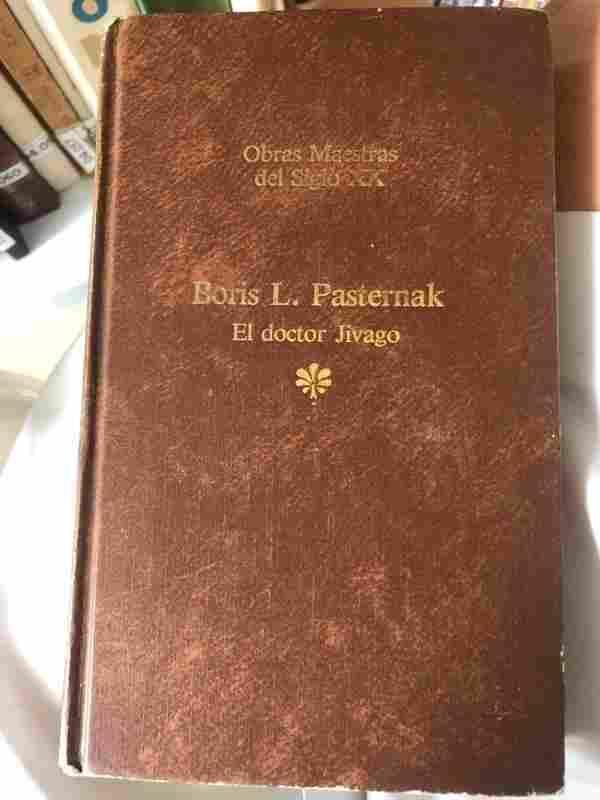 Obras Maestras
del Siglo XX
Boris L. Pasternak
El doctor Jivago